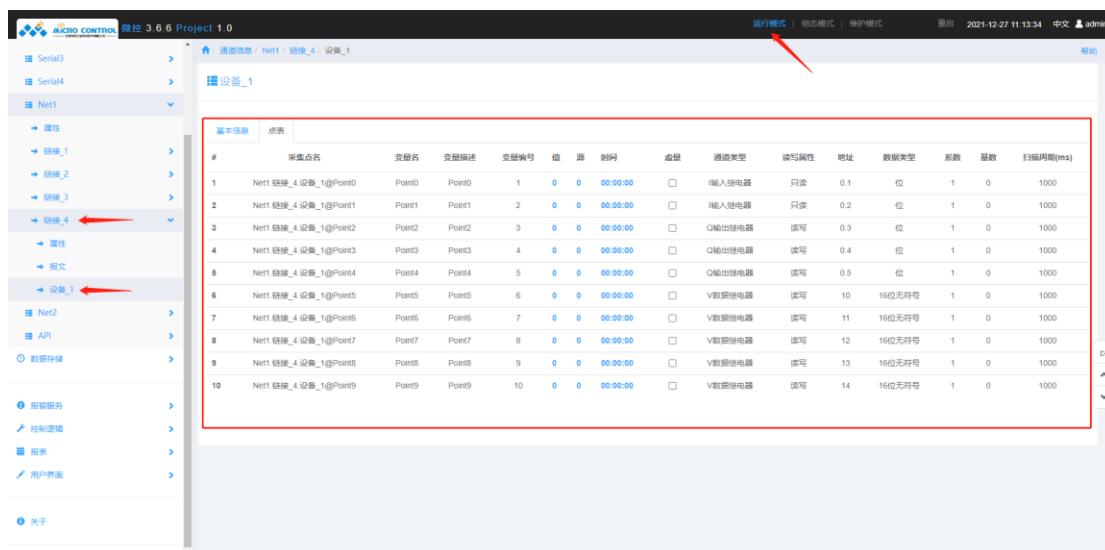 MICRO CONTROL 微控 3.6.6 Project 1.0
运行模式 | 组态模式 | 维护模式
重启 2021-12-27 11:13:34 中文 admin
Serial3
Serial4
Net1
属性
链接_1
链接_2
链接_3
链接_4
属性
报文
设备_1
Net2
API
数据存储
报警服务
控制逻辑
报表
用户界面
关于
/ 通道信息 / Net1 / 链接_4 / 设备_1
帮助
设备_1
基本信息 点表
# 采集点名 变量名 变量描述 变量编号 值 源 时间 虚量 通道类型 读写属性 地址 数据类型 系数 基数 扫描周期(ms)
1 Net1.链接_4.设备_1@Point0 Point0 Point0 1 0 0 00:00:00 I输入继电器 只读 0.1 位 1 0 1000
2 Net1.链接_4.设备_1@Point1 Point1 Point1 2 0 0 00:00:00 I输入继电器 只读 0.2 位 1 0 1000
3 Net1.链接_4.设备_1@Point2 Point2 Point2 3 0 0 00:00:00 Q输出继电器 读写 0.3 位 1 0 1000
4 Net1.链接_4.设备_1@Point3 Point3 Point3 4 0 0 00:00:00 Q输出继电器 读写 0.4 位 1 0 1000
5 Net1.链接_4.设备_1@Point4 Point4 Point4 5 0 0 00:00:00 Q输出继电器 读写 0.5 位 1 0 1000
6 Net1.链接_4.设备_1@Point5 Point5 Point5 6 0 0 00:00:00 V数据继电器 读写 10 16位无符号 1 0 1000
7 Net1.链接_4.设备_1@Point6 Point6 Point6 7 0 0 00:00:00 V数据继电器 读写 11 16位无符号 1 0 1000
8 Net1.链接_4.设备_1@Point7 Point7 Point7 8 0 0 00:00:00 V数据继电器 读写 12 16位无符号 1 0 1000
9 Net1.链接_4.设备_1@Point8 Point8 Point8 9 0 0 00:00:00 V数据继电器 读写 13 16位无符号 1 0 1000
10 Net1.链接_4.设备_1@Point9 Point9 Point9 10 0 0 00:00:00 V数据继电器 读写 14 16位无符号 1 0 1000